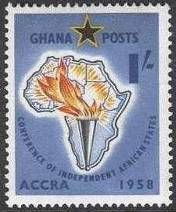 GHANA POSTS
1/-
CONFERENCE OF INDEPENDENT AFRICAN STATES
ACCRA 1958